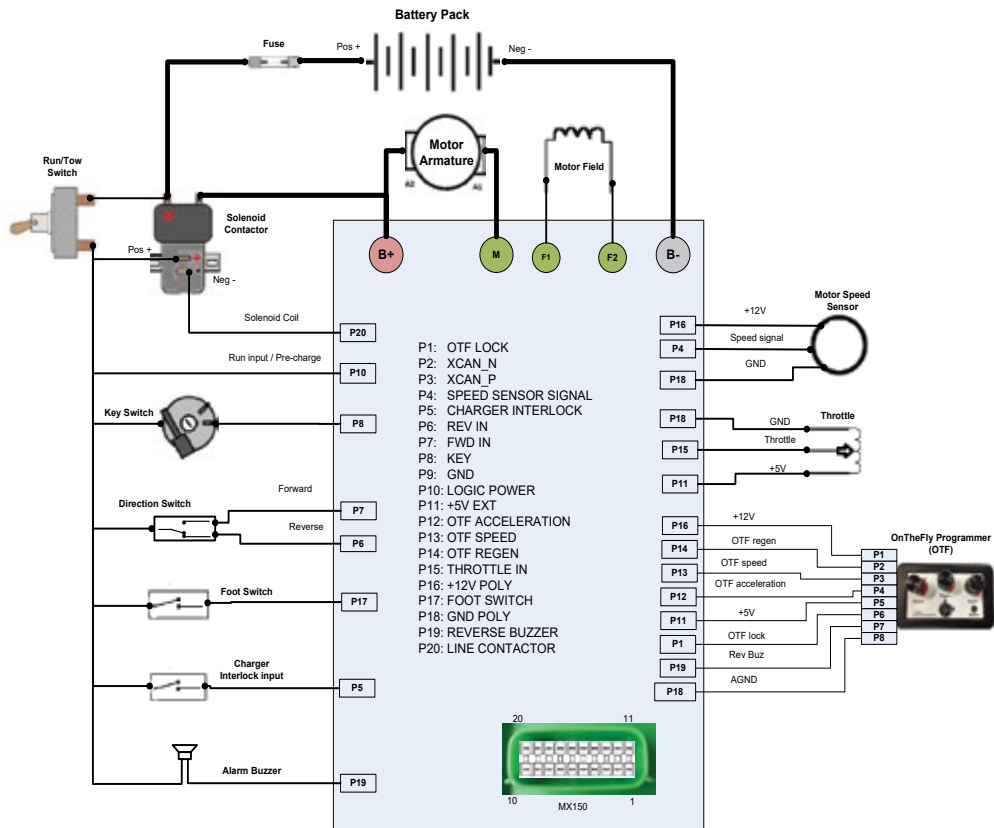 Battery Pack
Fuse
Pos +
Neg -
Motor
Armature
A2
A1
Motor Field
Run/Tow
Switch
Solenoid
Contactor
Pos +
Neg -
B+
M
F1
F2
B-
Solenoid Coil
P20
Run input / Pre-charge
P10
Key Switch
P8
Direction Switch
Forward
P7
Reverse
P6
Foot Switch
P17
Charger
Interlock input
P5
Alarm Buzzer
P19
P1: OTF LOCK
P2: XCAN_N
P3: XCAN_P
P4: SPEED SENSOR SIGNAL
P5: CHARGER INTERLOCK
P6: REV IN
P7: FWD IN
P8: KEY
P9: GND
P10: LOGIC POWER
P11: +5V EXT
P12: OTF ACCELERATION
P13: OTF SPEED
P14: OTF REGEN
P15: THROTTLE IN
P16: +12V POLY
P17: FOOT SWITCH
P18: GND POLY
P19: REVERSE BUZZER
P20: LINE CONTACTOR
20
11
10
1
MX150
Motor Speed
Sensor
P16
+12V
P4
Speed signal
P18
GND
Throttle
P18
GND
P15
Throttle
P11
+5V
P16
+12V
P14
OTF regen
P13
OTF speed
P12
OTF acceleration
P11
+5V
P1
OTF lock
P19
Rev Buz
P18
AGND
OnTheFly Programmer
(OTF)
P1
P2
P3
P4
P5
P6
P7
P8